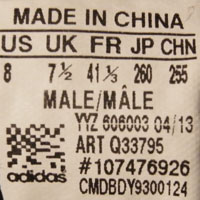 MADE IN CHINA
US UK FR JP CHN
8 7½ 41⅓ 260 255
MALE/MÂLE
YYZ 606003 04/13
ART Q33795
#107476926
adidas
CMDBDY9300124